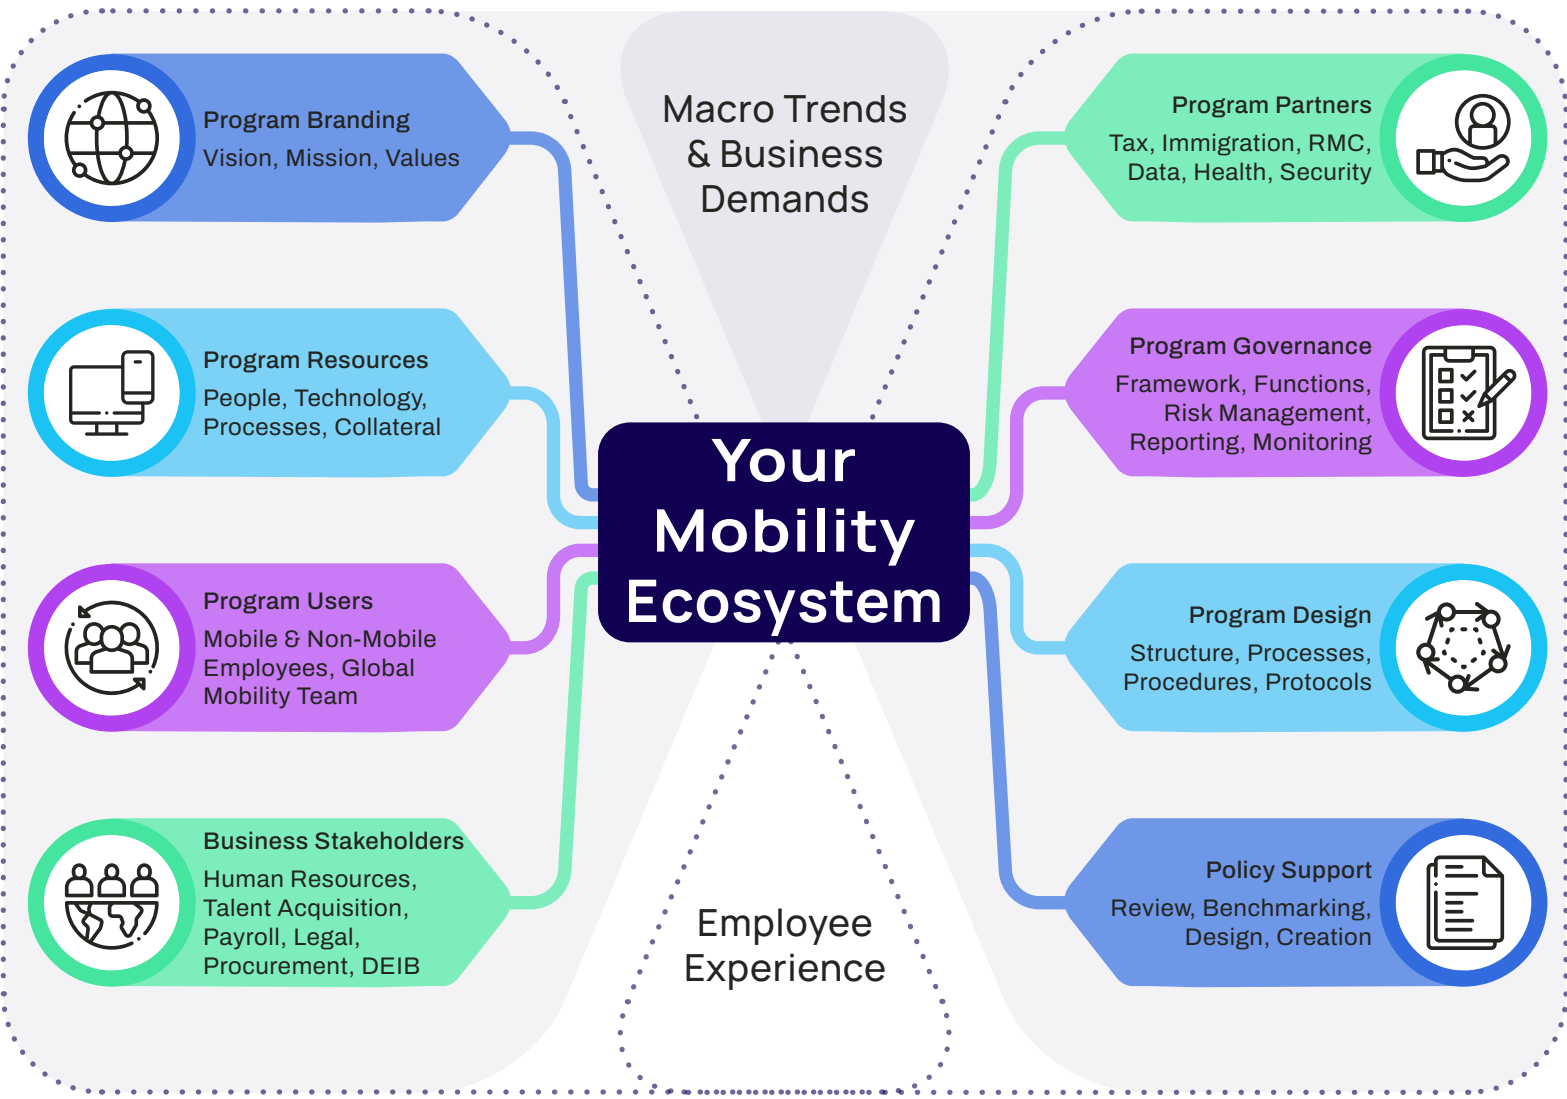 Macro Trends
& Business
Demands
Program Branding
Vision, Mission, Values
Program Resources
People, Technology,
Processes, Collateral
Program Users
Mobile & Non-Mobile
Employees, Global
Mobility Team
Business Stakeholders
Human Resources,
Talent Acquisition,
Payroll, Legal,
Procurement, DEIB
Your
Mobility
Ecosystem
Employee
Experience
Program Partners
Tax, Immigration, RMC,
Data, Health, Security
Program Governance
Framework, Functions,
Risk Management,
Reporting, Monitoring
Program Design
Structure, Processes,
Procedures, Protocols
Policy Support
Review, Benchmarking,
Design, Creation